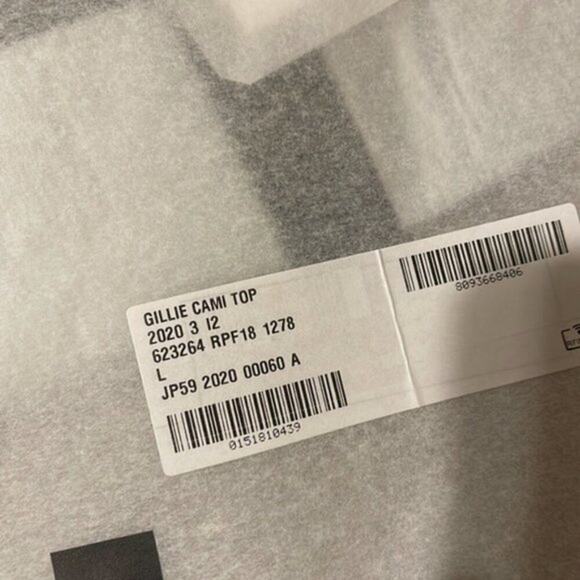 GILLIE CAMI TOP
2020 3 I2
623264 RPF18 1278
L
JP59 2020 00060 A
0151810439
8093668406